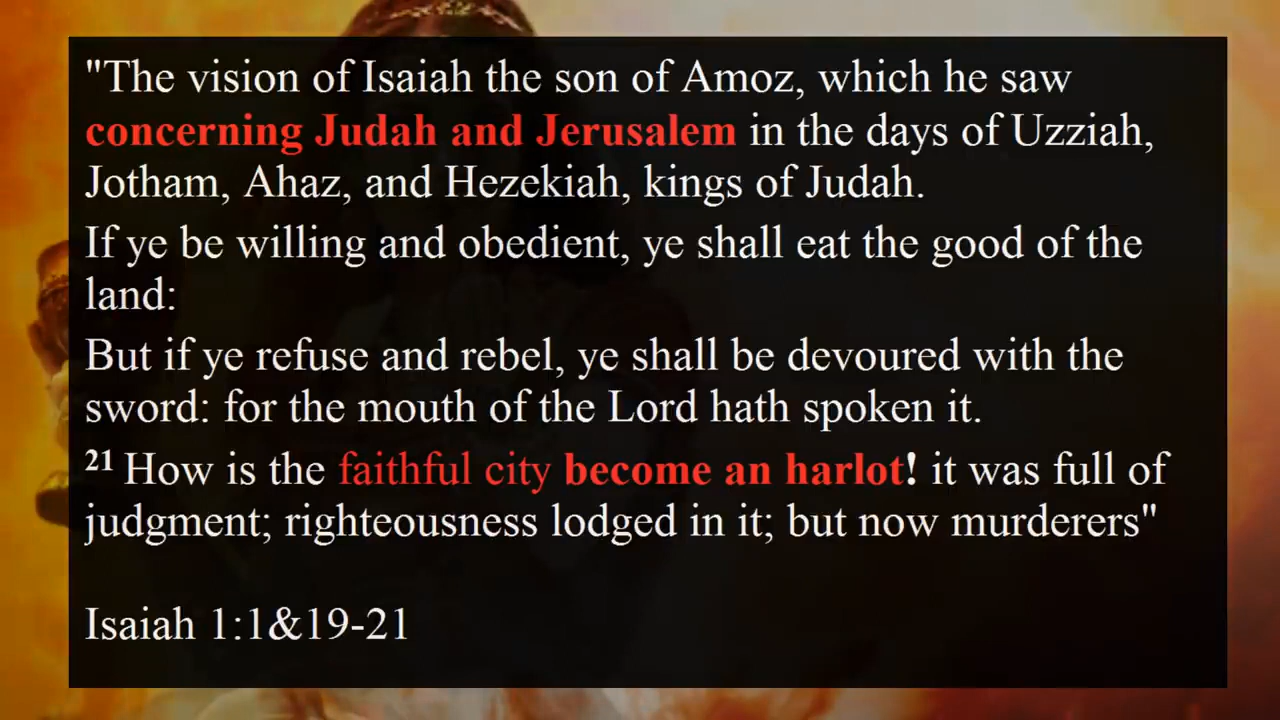 "The vision of Isaiah the son of Amoz, which he saw
concerning Judah and Jerusalem in the days of Uzziah,
Jotham, Ahaz, and Hezekiah, kings of Judah.
If ye be willing and obedient, ye shall eat the good of the
land:
But if ye refuse and rebel, ye shall be devoured with the
sword: for the mouth of the Lord hath spoken it.
21 How is the faithful city become an harlot! it was full of
judgment; righteousness lodged in it; but now murderers"
Isaiah 1:1&19-21